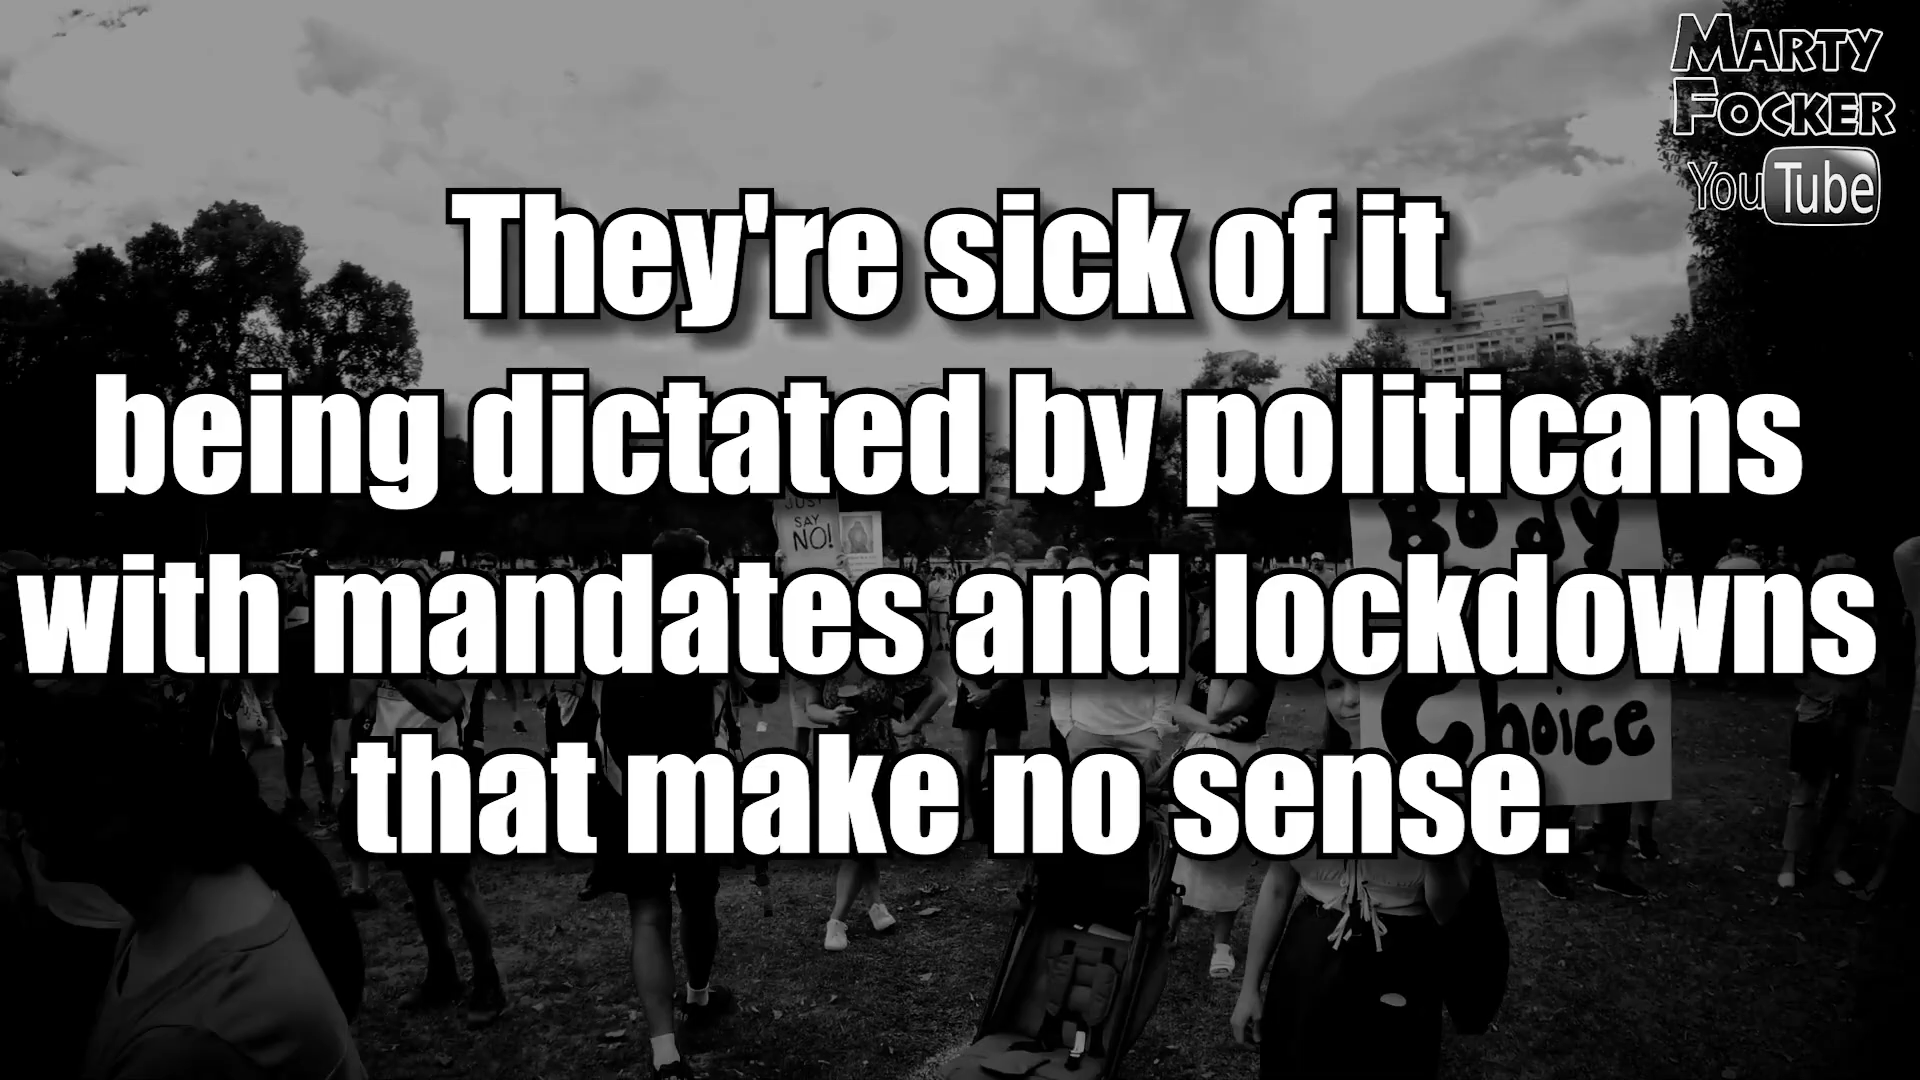 MARTY
FOCKER
YouTube
They're sick of it
being dictated by politicans
with mandates and lockdowns
that make no sense.
JUST
SAY
NO!
Body
Choice